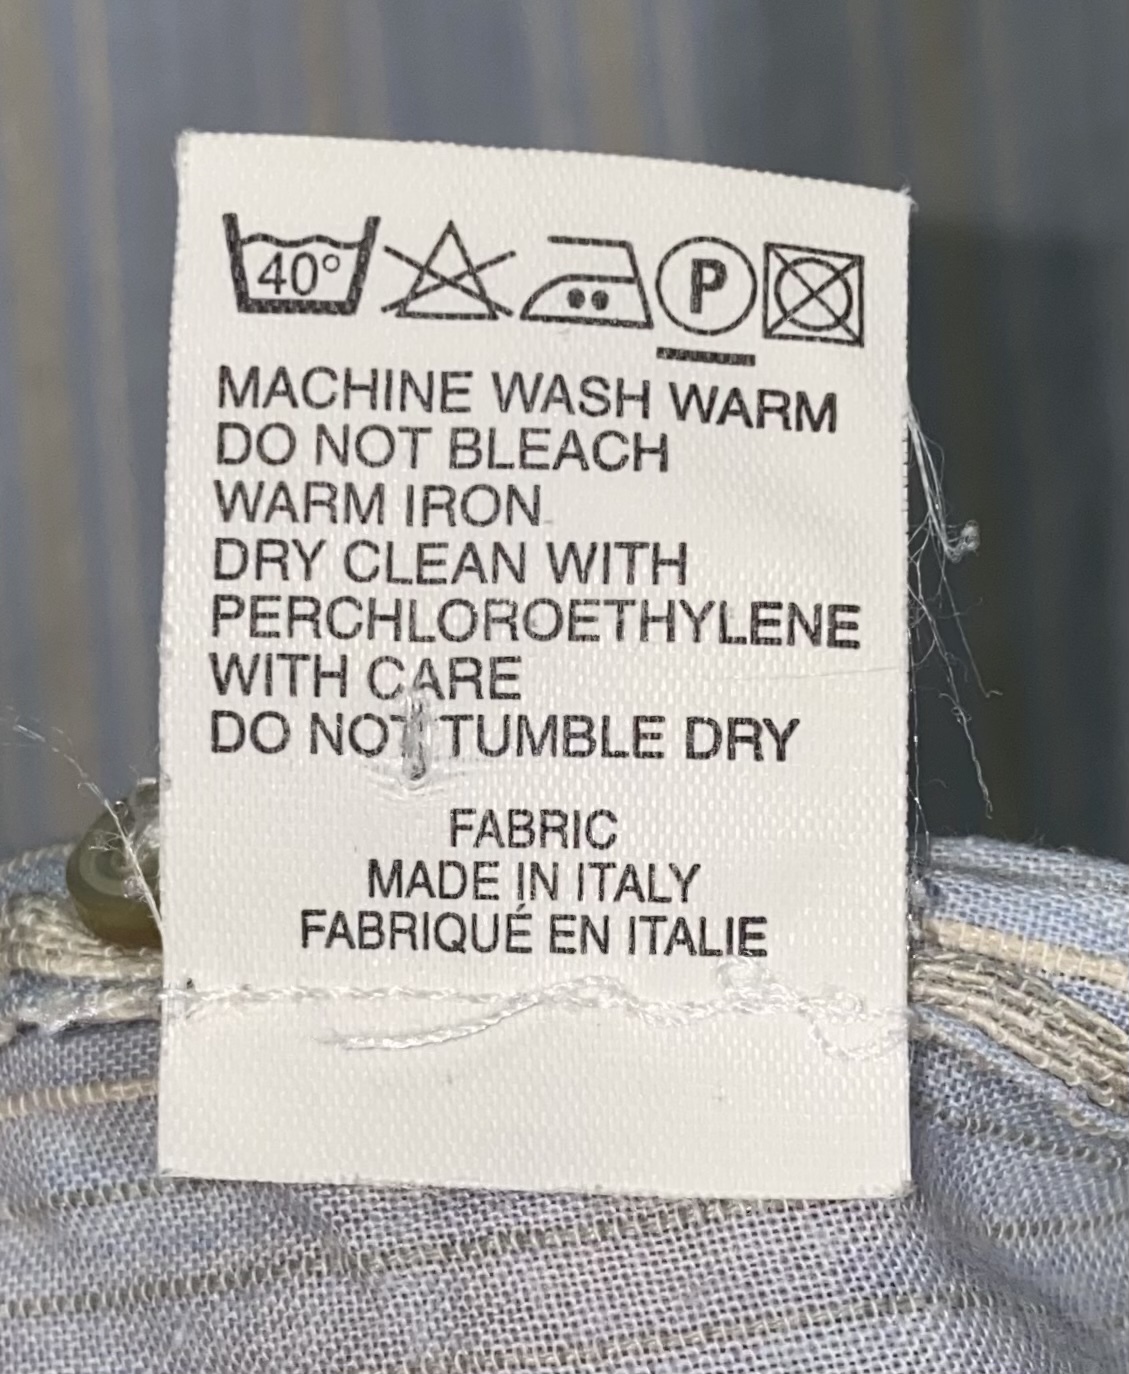 40°
P
MACHINE WASH WARM
DO NOT BLEACH
WARM IRON
DRY CLEAN WITH
PERCHLOROETHYLENE
WITH CARE
DO NOT TUMBLE DRY
FABRIC
MADE IN ITALY
FABRIQUÉ EN ITALIE